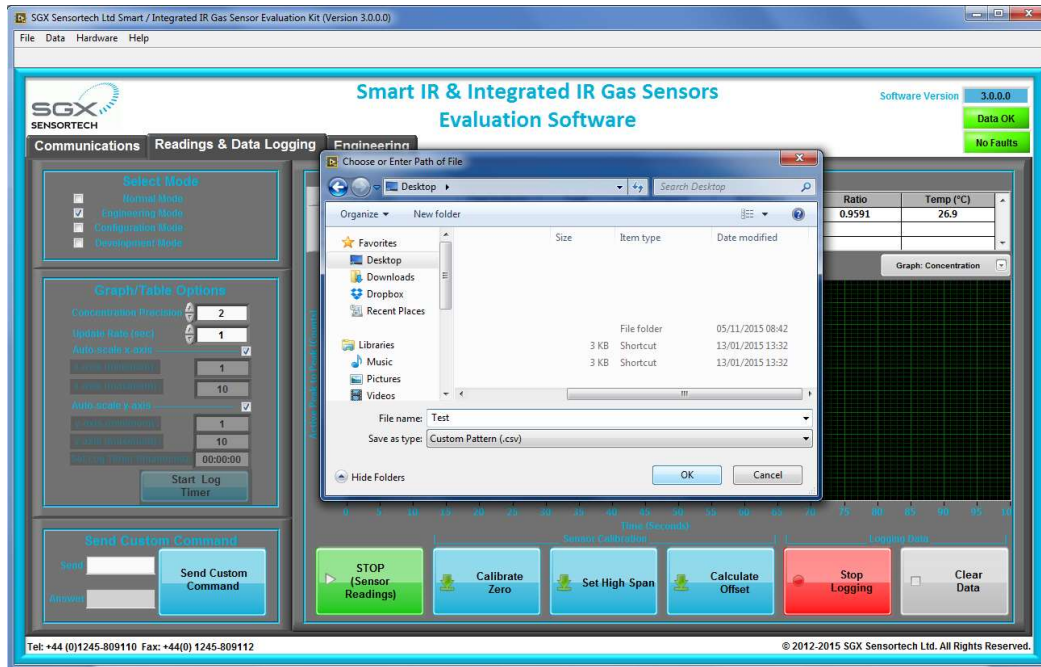 SGX Sensortech Ltd Smart / Integrated IR Gas Sensor Evaluation Kit (Version 3.0.0.0)
File Data Hardware Help
SGX
SENSORTECH
Smart IR & Integrated IR Gas Sensors
Evaluation Software
Software Version 3.0.0.0
Data OK
No Faults
Communications Readings & Data Logging Engineering
Select Mode
Normal Mode
Engineering Mode
Configuration Mode
Development Mode
Graph/Table Options
Concentration Precision 2
Update Rate (sec) 1
Auto-scale x-axis
1
10
Auto-scale y-axis
1
10
00:00:00
Start Log
Timer
Send Custom Command
Send
Answer
Send Custom
Command
Choose or Enter Path of File
Desktop
Search Desktop
Organize New folder
Favorites
Desktop
Downloads
Dropbox
Recent Places
Libraries
Music
Pictures
Videos
Size Item type Date modified
File folder 05/11/2015 08:42
3 KB Shortcut 13/01/2015 13:32
3 KB Shortcut 13/01/2015 13:32
File name: Test
Save as type: Custom Pattern (.csv)
Hide Folders
OK Cancel
Ratio Temp (°C)
0.9591 26.9
Graph: Concentration
Active Peak to Peak (Counts)
0 5 10 15 20 25 30 35 40 45 50 55 60 65 70 75 80 85 90 95 10
Time (Seconds)
Sensor Calibration
Logging Data
STOP
(Sensor
Readings)
Calibrate
Zero
Set High Span
Calculate
Offset
Stop
Logging
Clear
Data
Tel: +44 (0)1245-809110 Fax: +44(0) 1245-809112
© 2012-2015 SGX Sensortech Ltd. All Rights Reserved.